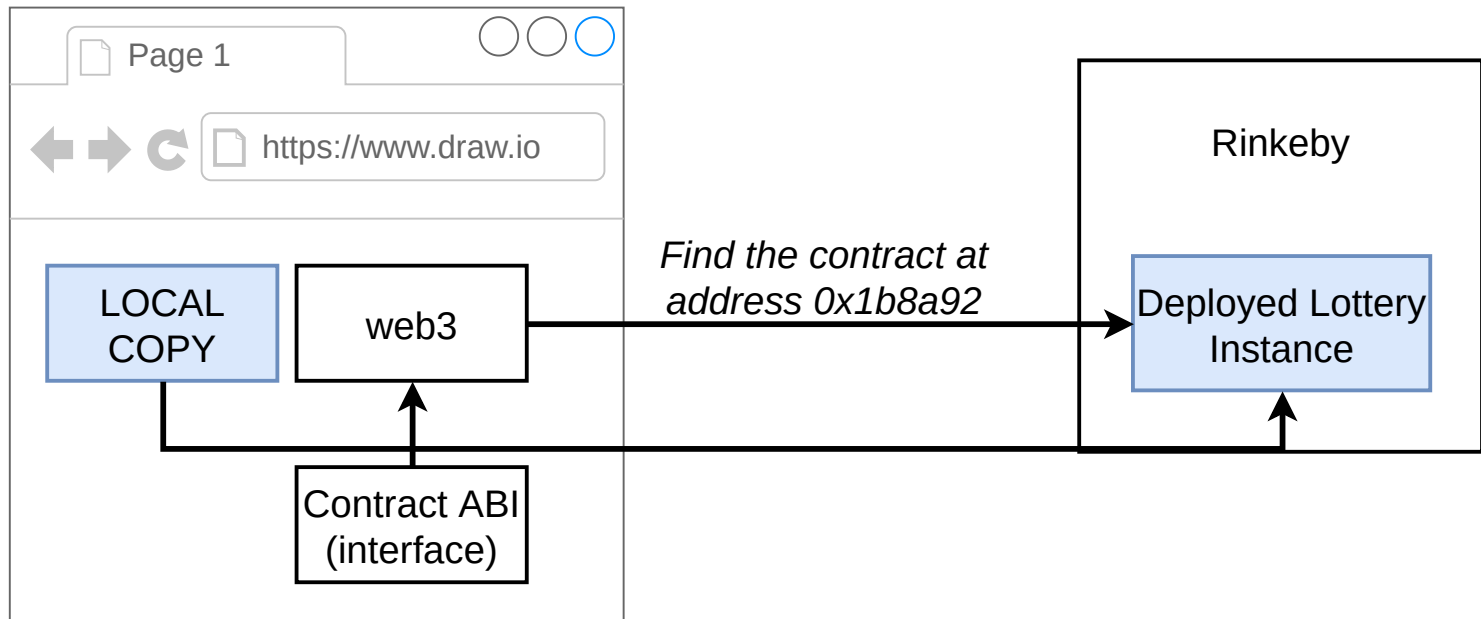 Page 1
https://www.draw.io
Rinkeby
Find the contract at
address 0x1b8a92
LOCAL
COPY
web3
Deployed Lottery
Instance
Contract ABI
(interface)